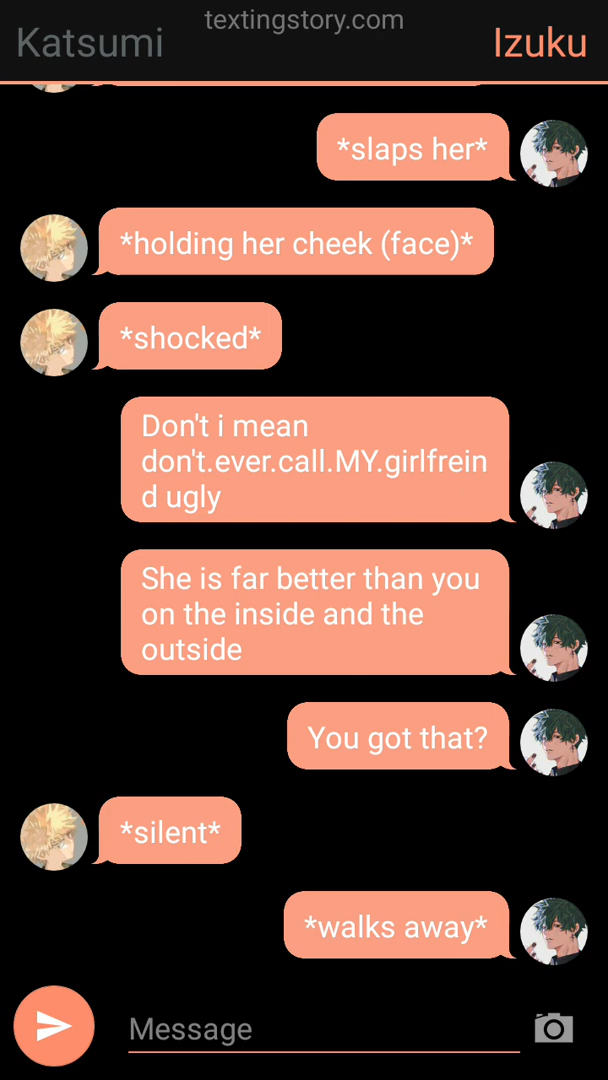 textingstory.com
Katsumi
Izuku
*slaps her*
*holding her cheek (face)*
*shocked*
Don't i mean
don't.ever.call.MY.girlfrein
d ugly
She is far better than you
on the inside and the
outside
You got that?
*silent*
*walks away*
Message